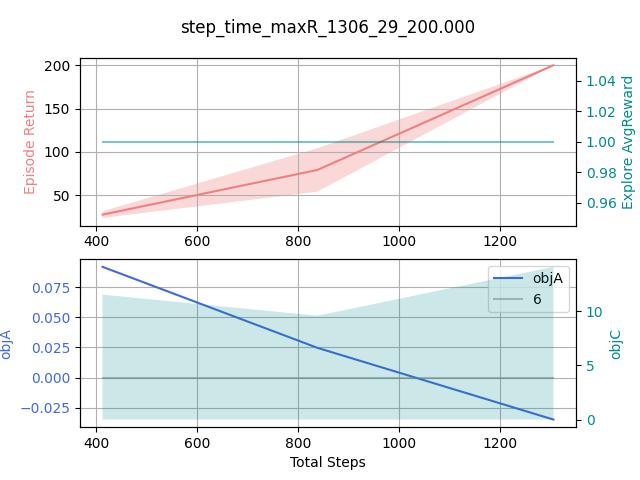 step_time_maxR_1306_29_200.000
200
150
100
50
Episode Return
1.04
1.02
1.00
0.98
0.96
Explore AvgReward
400 600 800 1000 1200
0.075
0.050
0.025
0.000
−0.025
objA
objA
6
10
5
0
objC
400 600 800 1000 1200
Total Steps